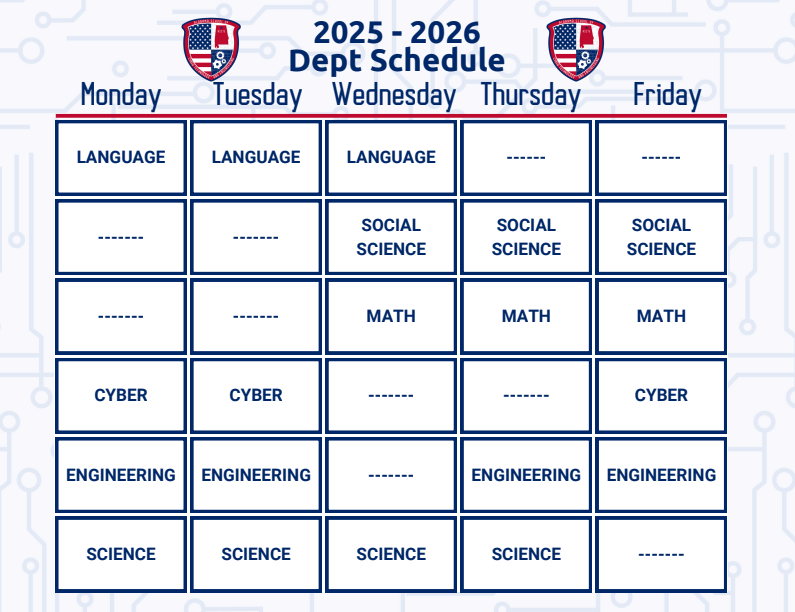 2025 - 2026
Dept Schedule
Monday Tuesday Wednesday Thursday Friday
LANGUAGE LANGUAGE LANGUAGE ------ ------
------- ------- SOCIAL SCIENCE SOCIAL SCIENCE SOCIAL SCIENCE
------- ------- MATH MATH MATH
CYBER CYBER ------- ------- CYBER
ENGINEERING ENGINEERING ------- ENGINEERING ENGINEERING
SCIENCE SCIENCE SCIENCE SCIENCE -------